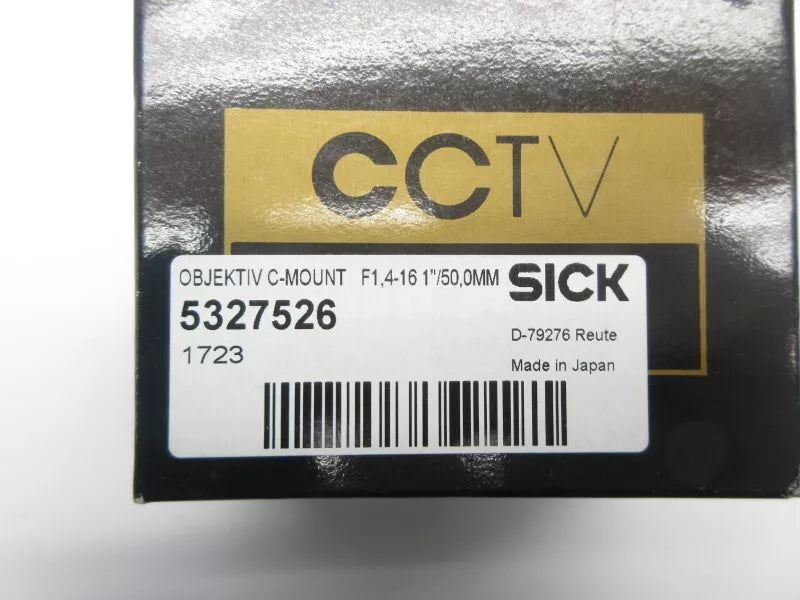 CCTV
OBJEKTIV C-MOUNT F1,4-16 1"/50,0MM SICK
5327526
1723
D-79276 Reute
Made in Japan